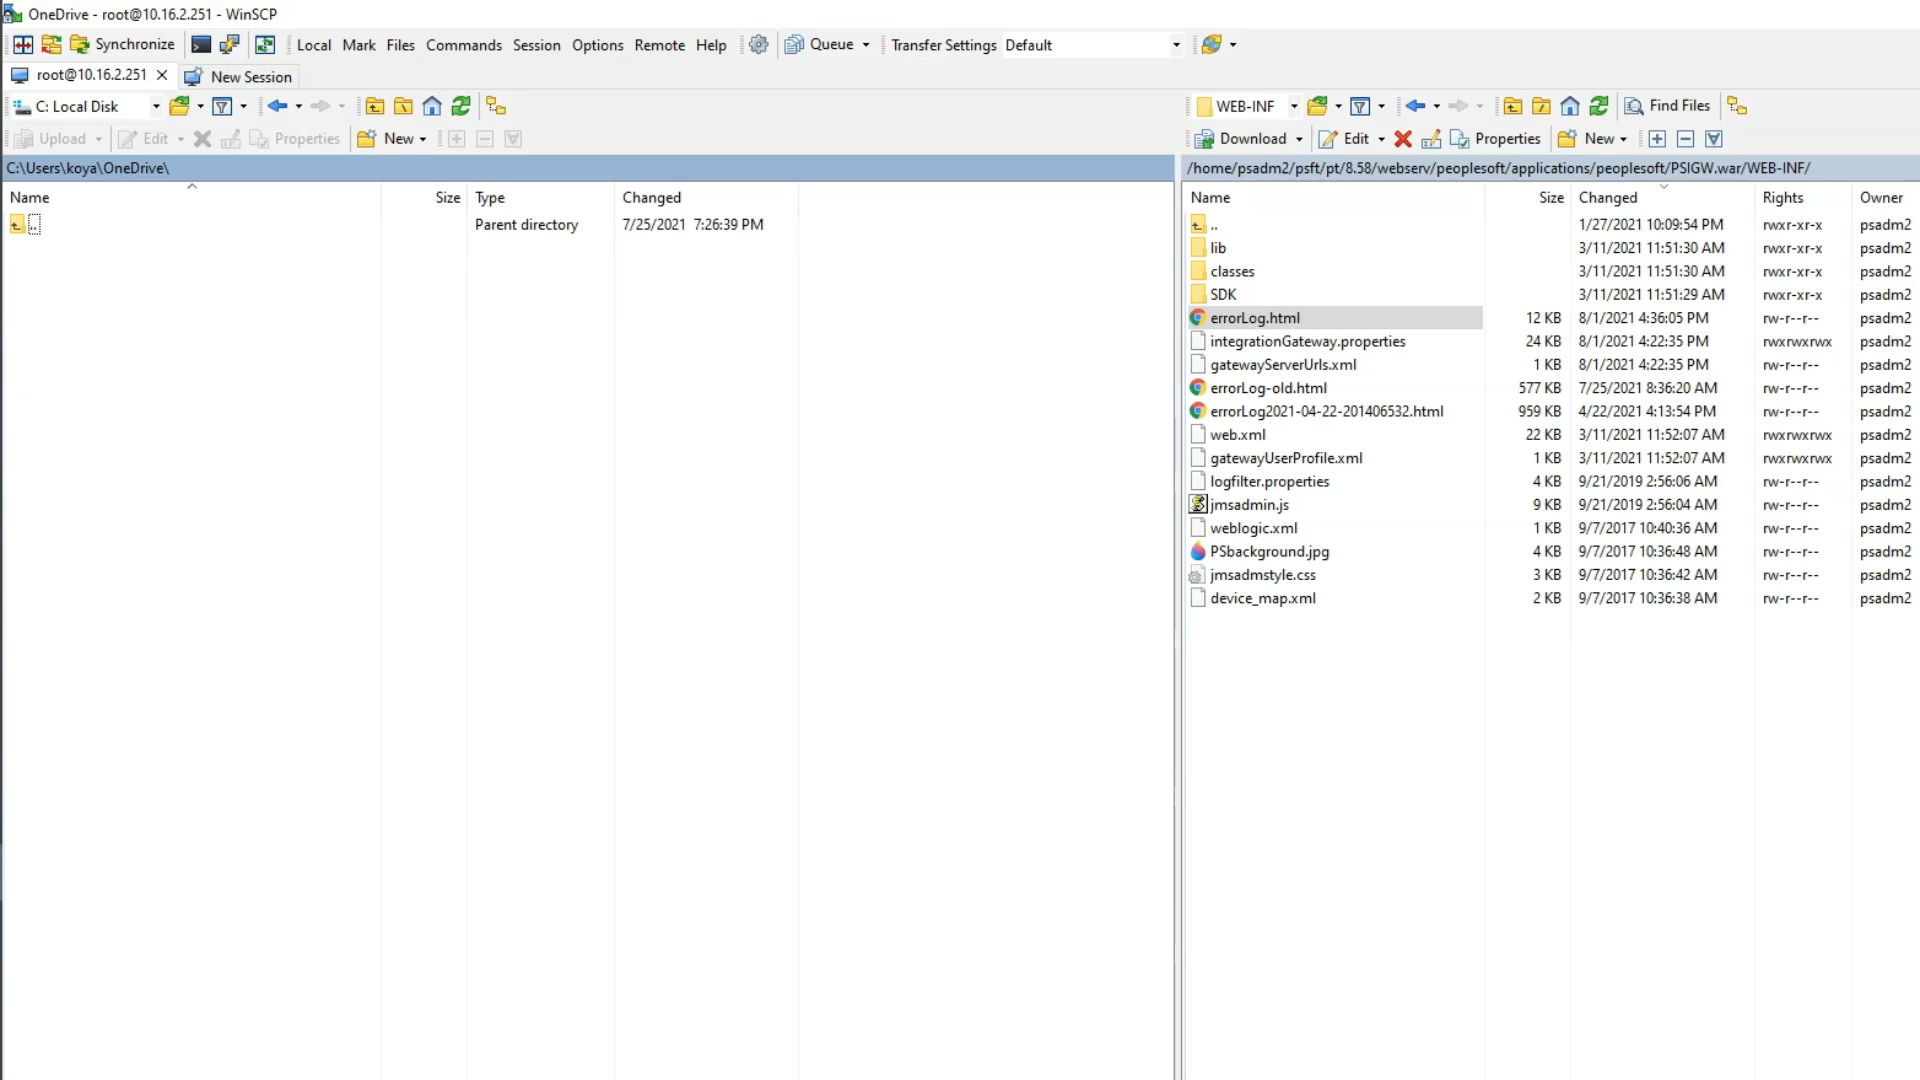 OneDrive - root@10.16.2.251 - WinSCP
Synchronize Local Mark Files Commands Session Options Remote Help Queue Transfer Settings Default
root@10.16.2.251 New Session
C: Local Disk WEB-INF Find Files
Upload Edit Properties New Download Edit Properties New
C:\Users\koya\OneDrive\ /home/psadm2/psft/pt/8.58/webserv/peoplesoft/applications/peoplesoft/PSIGW.war/WEB-INF/
Name Size Type Changed Name Size Changed Rights Owner
.. Parent directory 7/25/2021 7:26:39 PM .. 1/27/2021 10:09:54 PM rwxr-xr-x psadm2
lib 3/11/2021 11:51:30 AM rwxr-xr-x psadm2
classes 3/11/2021 11:51:30 AM rwxr-xr-x psadm2
SDK 3/11/2021 11:51:29 AM rwxr-xr-x psadm2
errorLog.html 12 KB 8/1/2021 4:36:05 PM rw-r--r-- psadm2
integrationGateway.properties 24 KB 8/1/2021 4:22:35 PM rwxrwxrwx psadm2
gatewayServerUrls.xml 1 KB 8/1/2021 4:22:35 PM rw-r--r-- psadm2
errorLog-old.html 577 KB 7/25/2021 8:36:20 AM rw-r--r-- psadm2
errorLog2021-04-22-201406532.html 959 KB 4/22/2021 4:13:54 PM rw-r--r-- psadm2
web.xml 22 KB 3/11/2021 11:52:07 AM rwxrwxrwx psadm2
gatewayUserProfile.xml 1 KB 3/11/2021 11:52:07 AM rwxrwxrwx psadm2
logfilter.properties 4 KB 9/21/2019 2:56:06 AM rw-r--r-- psadm2
jmsadmin.js 9 KB 9/21/2019 2:56:04 AM rw-r--r-- psadm2
weblogic.xml 1 KB 9/7/2017 10:40:36 AM rw-r--r-- psadm2
PSbackground.jpg 4 KB 9/7/2017 10:36:48 AM rw-r--r-- psadm2
jmsadmstyle.css 3 KB 9/7/2017 10:36:42 AM rw-r--r-- psadm2
device_map.xml 2 KB 9/7/2017 10:36:38 AM rw-r--r-- psadm2